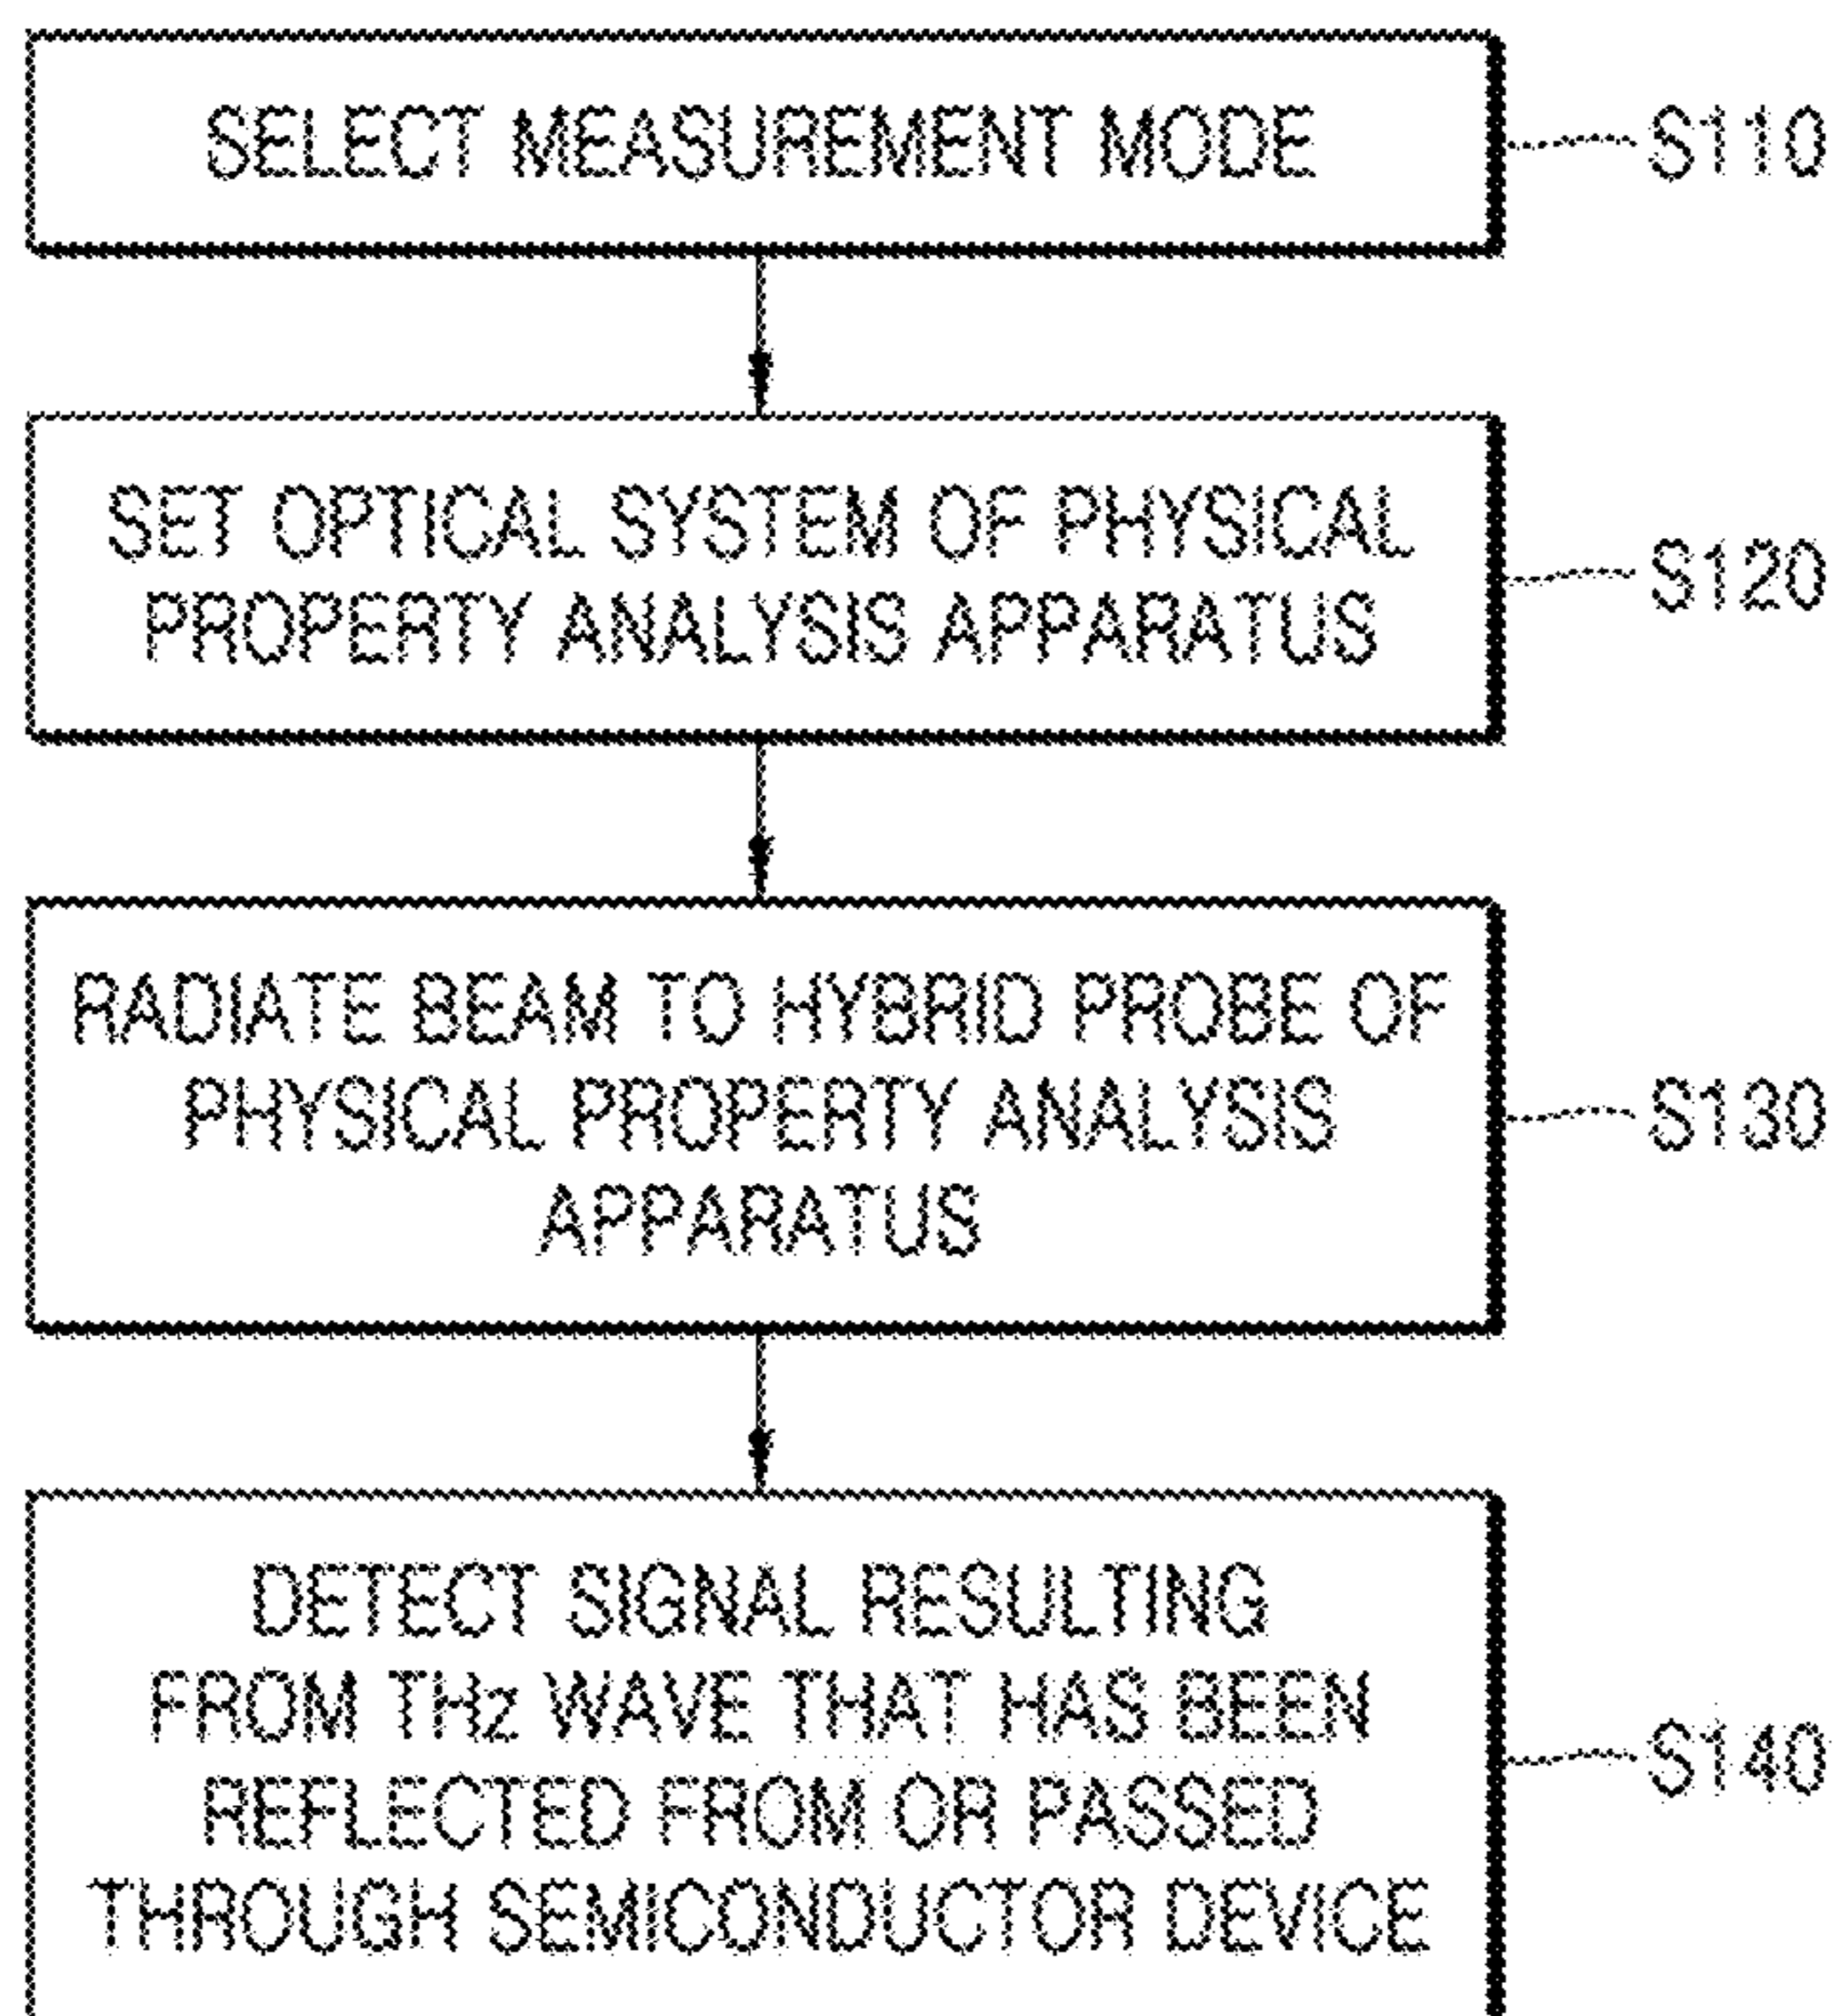 SELECT MEASUREMENT MODE
S110
SET OPTICAL SYSTEM OF PHYSICAL
PROPERTY ANALYSIS APPARATUS
S120
RADIATE BEAM TO HYBRID PROBE OF
PHYSICAL PROPERTY ANALYSIS
APPARATUS
S130
DETECT SIGNAL RESULTING
FROM THz WAVE THAT HAS BEEN
REFLECTED FROM OR PASSED
THROUGH SEMICONDUCTOR DEVICE
S140